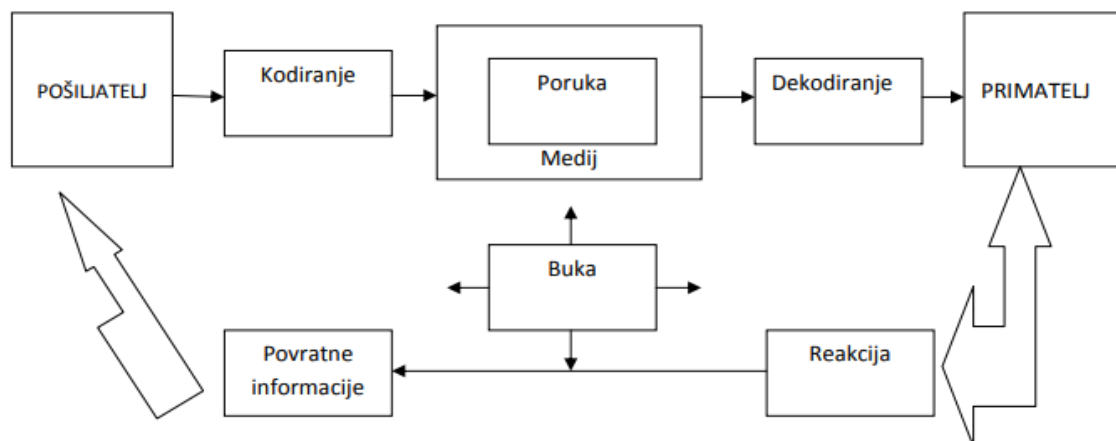 POŠILJATELJ
Kodiranje
Poruka
Medij
Dekodiranje
PRIMATELJ
Buka
Povratne
informacije
Reakcija